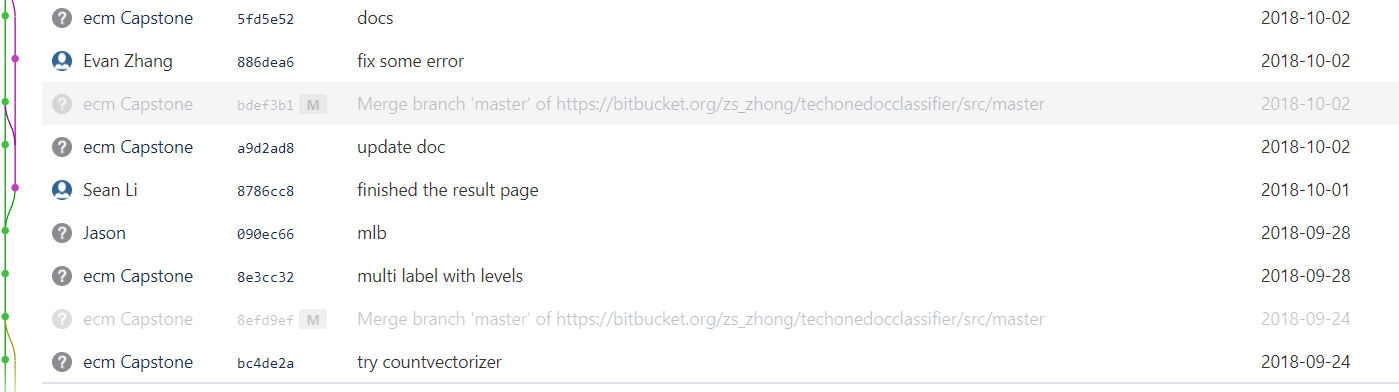 ecm Capstone 5fd5e52 docs 2018-10-02
Evan Zhang 886dea6 fix some error 2018-10-02
ecm Capstone bdef3b1 M Merge branch 'master' of https://bitbucket.org/zs_zhong/techonedocclassifier/src/master 2018-10-02
ecm Capstone a9d2ad8 update doc 2018-10-02
Sean Li 8786cc8 finished the result page 2018-10-01
Jason 090ec66 mlb 2018-09-28
ecm Capstone 8e3cc32 multi label with levels 2018-09-28
ecm Capstone 8efd9ef M Merge branch 'master' of https://bitbucket.org/zs_zhong/techonedocclassifier/src/master 2018-09-24
ecm Capstone bc4de2a try countvectorizer 2018-09-24